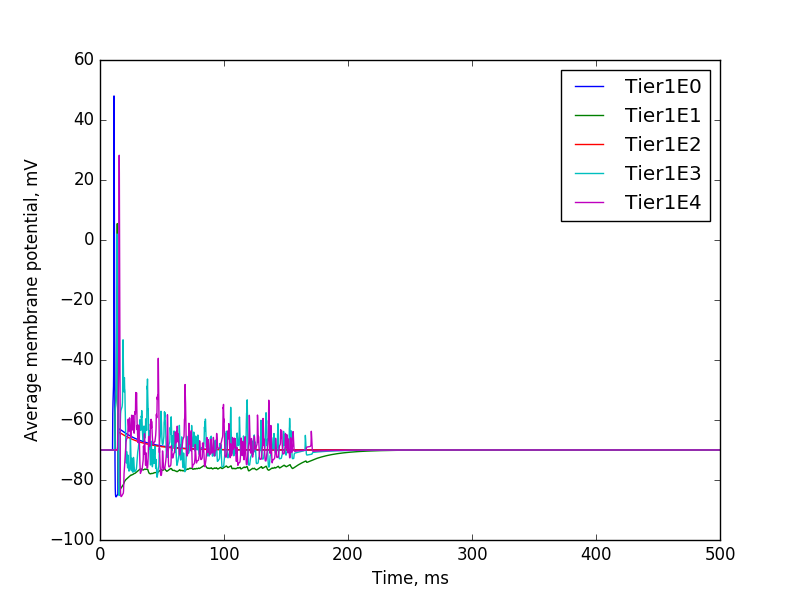 60
40
20
0
−20
−40
−60
−80
−100
Average membrane potential, mV
Tier1E0
Tier1E1
Tier1E2
Tier1E3
Tier1E4
0 100 200 300 400 500
Time, ms